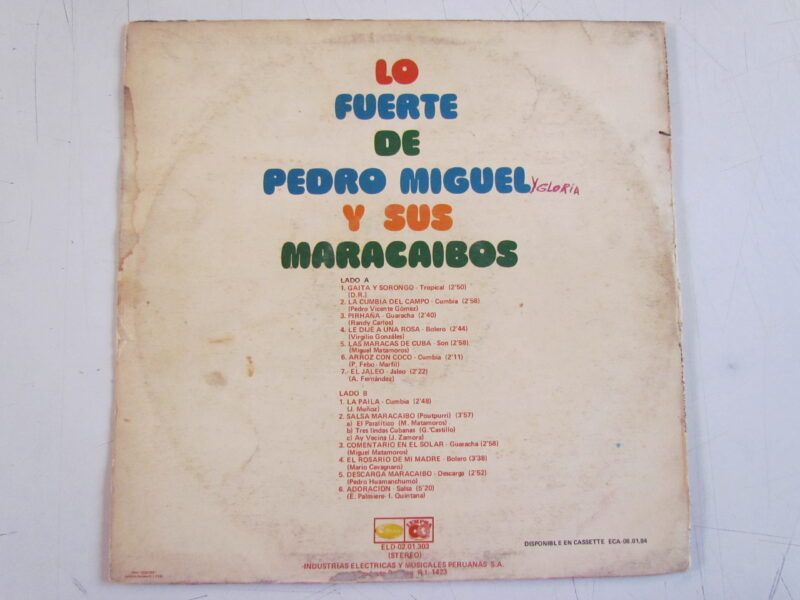 LO
FUERTE
DE
PEDRO MIGUEL Y GLORIA
Y SUS
MARACAIBOS
LADO A
1. GAITA Y SORONGO - Tropical (2'50)
(D.R.)
2. LA CUMBIA DEL CAMPO - Cumbia (2'58)
(Pedro Vicente Gómez)
3. PIRHAÑA - Guaracha (2'40)
(Randy Carlos)
4. LE DIJE A UNA ROSA - Bolero (2'44)
(Virgilio Gonzáles)
5. LAS MARACAS DE CUBA - Son (2'58)
(Miguel Matamoros)
6. ARROZ CON COCO - Cumbia (2'11)
(P. Febo - Marfil)
7. EL JALEO - Jaleo (2'22)
(A. Fernández)
LADO B
1. LA PAILA - Cumbia (2'48)
(J. Muñoz)
2. SALSA MARACAIBO (Poutpurri) (3'57)
a) El Paralítico (M. Matamoros)
b) Tres lindas Cubanas (G. Castillo)
c) Ay Vecina (J. Zamora)
3. COMENTARIO EN EL SOLAR - Guaracha (2'58)
(Miguel Matamoros)
4. EL ROSARIO DE MI MADRE - Bolero (3'38)
(Mario Cavagnaro)
5. DESCARGA MARACAIBO - Descarga (2'52)
(Pedro Huamanchumo)
6. ADORACION - Salsa (5'20)
(E. Palmiere - I. Quintana)
IEMPSA
ELD-02.01.303
(STEREO)
DISPONIBLE EN CASSETTE ECA-08.01.84
INDUSTRIAS ELECTRICAS Y MUSICALES PERUANAS S.A.
R.I. 1423